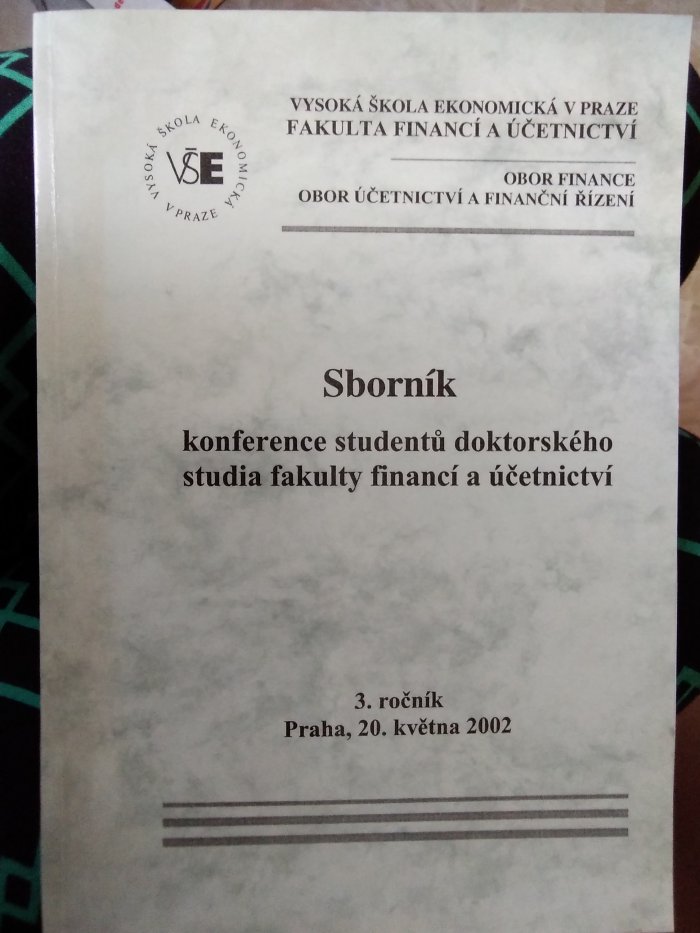 VYSOKÁ ŠKOLA EKONOMICKÁ V PRAZE
FAKULTA FINANCÍ A ÚČETNICTVÍ
VYSOKÁ ŠKOLA EKONOMICKÁ V PRAZE
VŠE
OBOR FINANCE
OBOR ÚČETNICTVÍ A FINANČNÍ ŘÍZENÍ
Sborník
konference studentů doktorského
studia fakulty financí a účetnictví
3. ročník
Praha, 20. května 2002